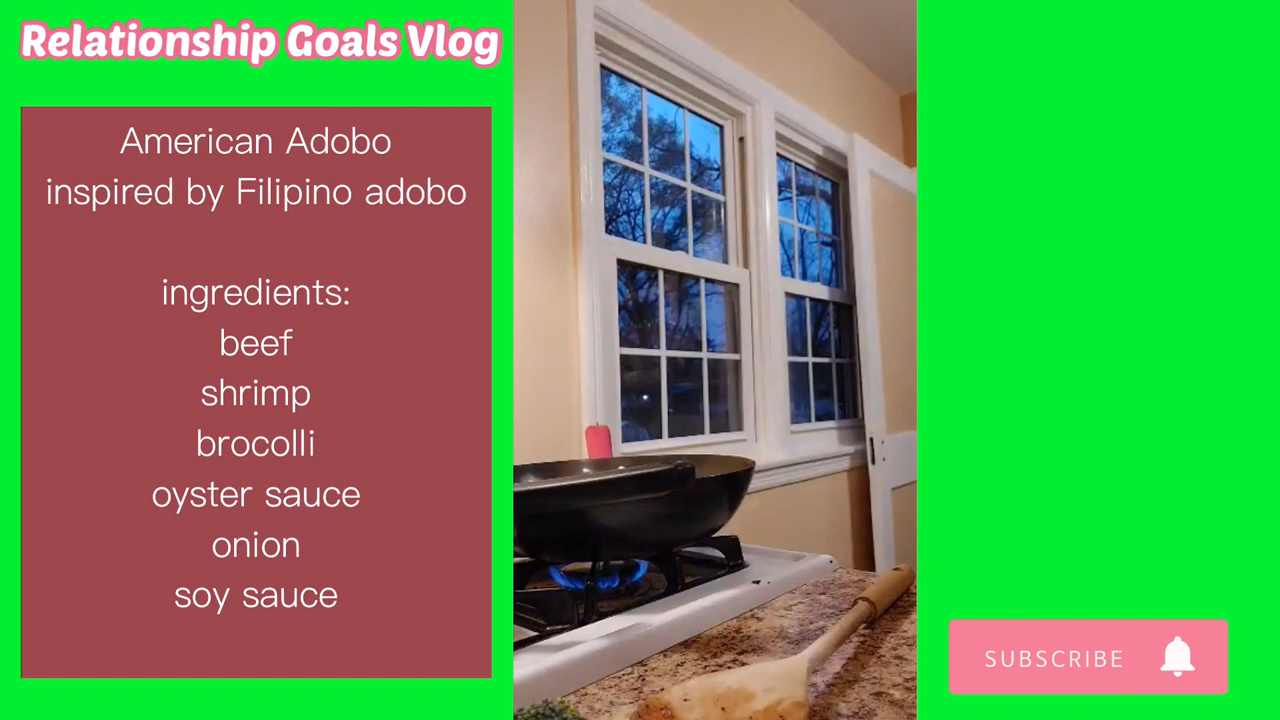 Relationship Goals Vlog
American Adobo
inspired by Filipino adobo
ingredients:
beef
shrimp
brocolli
oyster sauce
onion
soy sauce
SUBSCRIBE